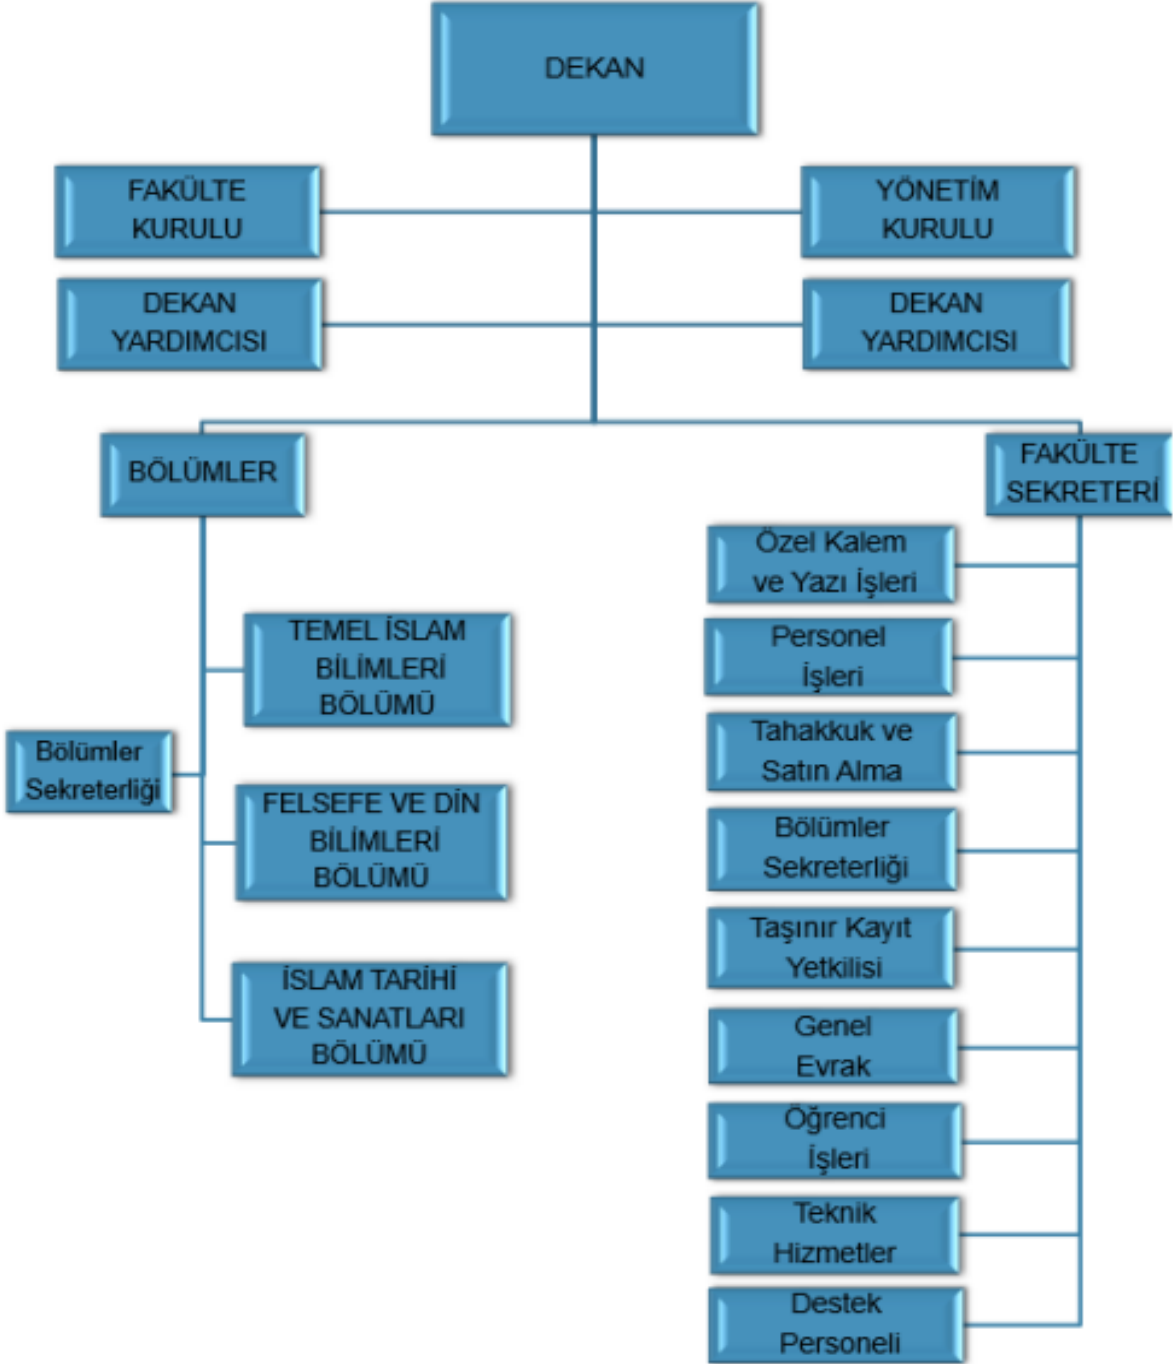 DEKAN
FAKÜLTE
KURULU
YÖNETİM
KURULU
DEKAN
YARDIMCISI
DEKAN
YARDIMCISI
BÖLÜMLER
TEMEL İSLAM
BİLİMLERİ
BÖLÜMÜ
Bölümler
Sekreterliği
FELSEFE VE DİN
BİLİMLERİ
BÖLÜMÜ
İSLAM TARİHİ
VE SANATLARI
BÖLÜMÜ
FAKÜLTE
SEKRETERİ
Özel Kalem
ve Yazı İşleri
Personel
İşleri
Tahakkuk ve
Satın Alma
Bölümler
Sekreterliği
Taşınır Kayıt
Yetkilisi
Genel
Evrak
Öğrenci
İşleri
Teknik
Hizmetler
Destek
Personeli